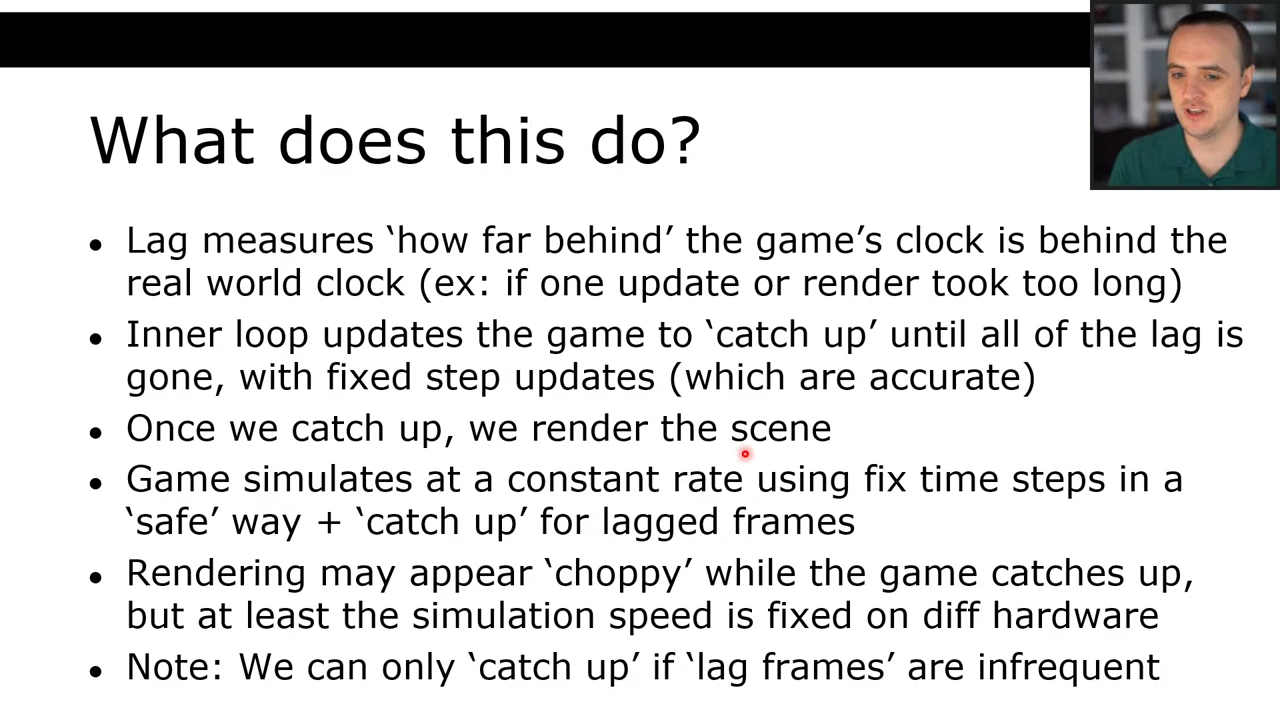 What does this do?
● Lag measures ‘how far behind’ the game’s clock is behind the
real world clock (ex: if one update or render took too long)
● Inner loop updates the game to ‘catch up’ until all of the lag is
gone, with fixed step updates (which are accurate)
● Once we catch up, we render the scene
● Game simulates at a constant rate using fix time steps in a
‘safe’ way + ‘catch up’ for lagged frames
● Rendering may appear ‘choppy’ while the game catches up,
but at least the simulation speed is fixed on diff hardware
● Note: We can only ‘catch up’ if ‘lag frames’ are infrequent